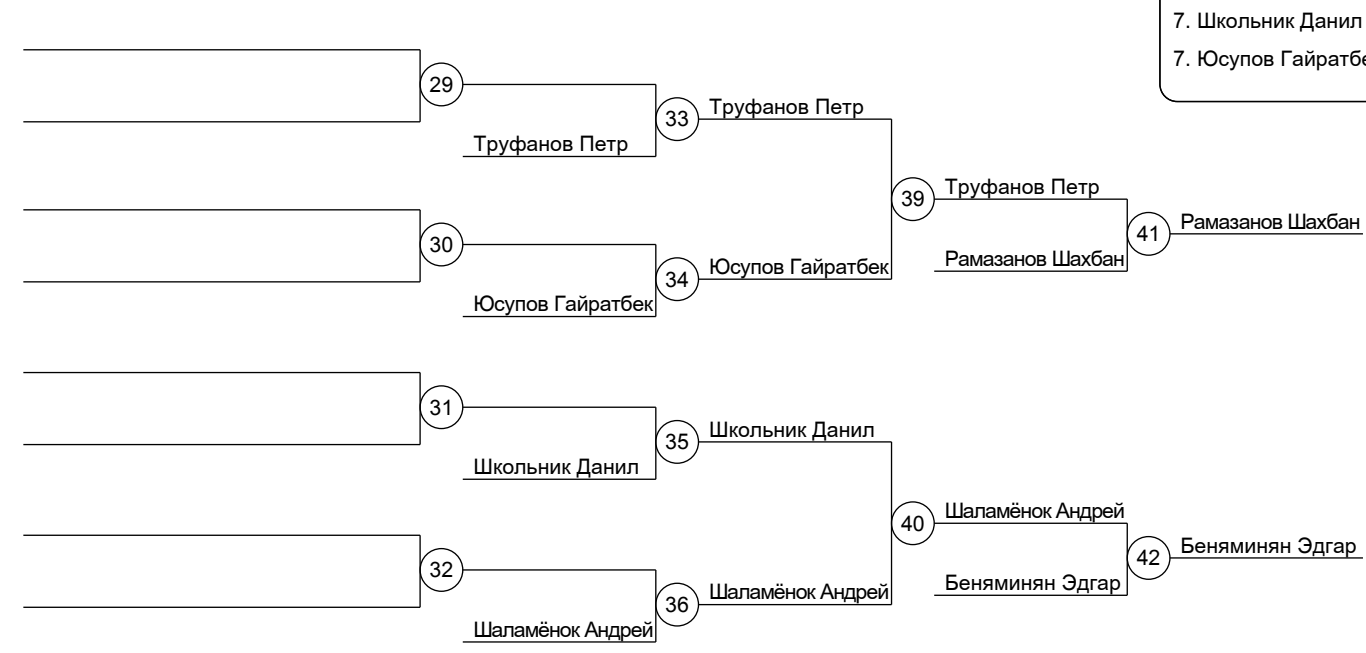 7. Школьник Данил
7. Юсупов Гайратбе
29
Труфанов Петр
33
Труфанов Петр
39
Труфанов Петр
Рамазанов Шахбан
41
Рамазанов Шахбан
30
Юсупов Гайратбек
34
Юсупов Гайратбек
31
Школьник Данил
35
Школьник Данил
40
Шаламёнок Андрей
Беняминян Эдгар
42
Беняминян Эдгар
32
Шаламёнок Андрей
36
Шаламёнок Андрей